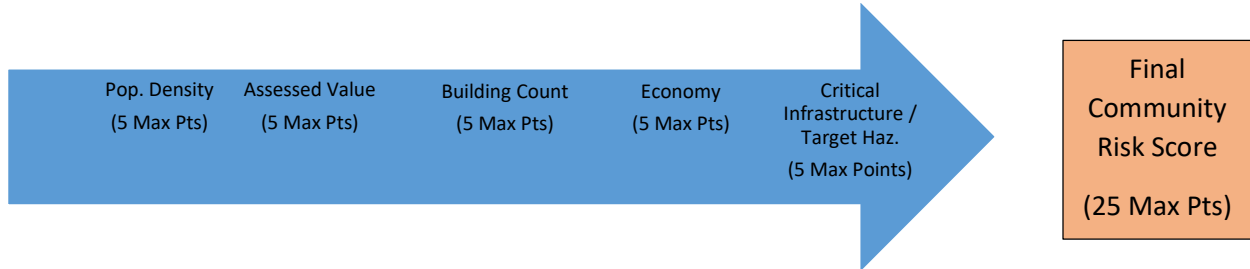 Pop. Density
(5 Max Pts)
Assessed Value
(5 Max Pts)
Building Count
(5 Max Pts)
Economy
(5 Max Pts)
Critical
Infrastructure /
Target Haz.
(5 Max Points)
Final
Community
Risk Score
(25 Max Pts)